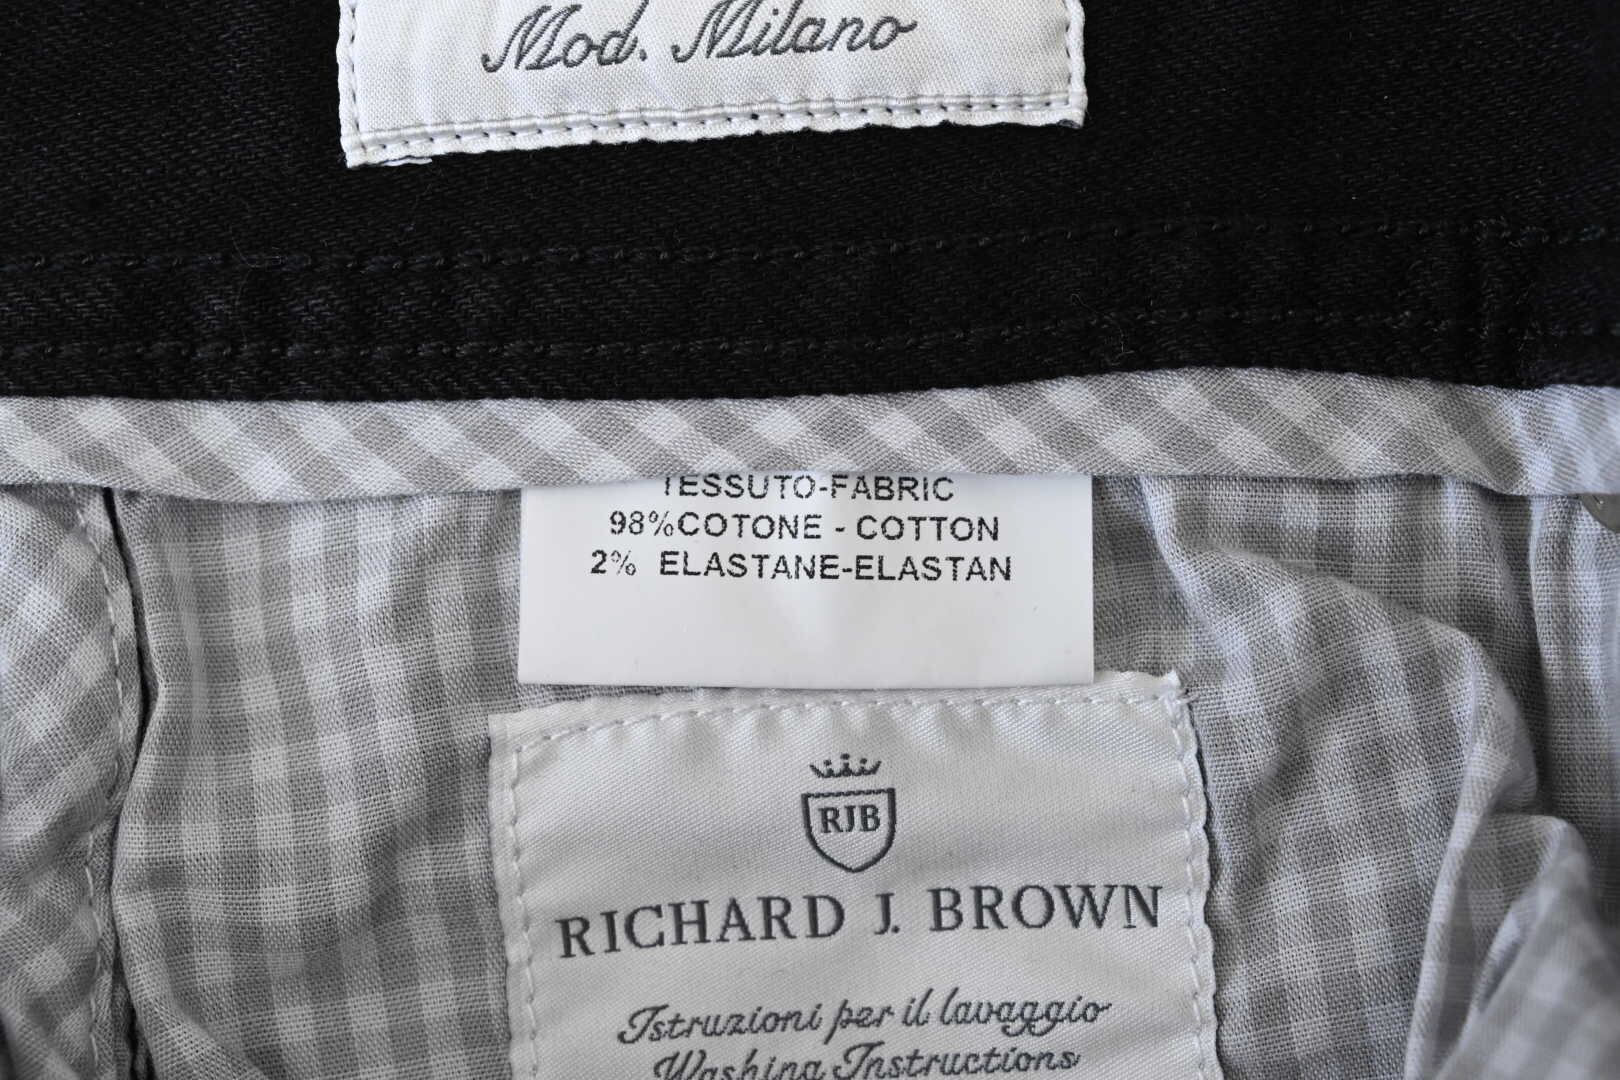 Mod. Milano
TESSUTO-FABRIC
98%COTONE - COTTON
2% ELASTANE-ELASTAN
RJB
RICHARD J. BROWN
Istruzioni per il lavaggio
Washing Instructions